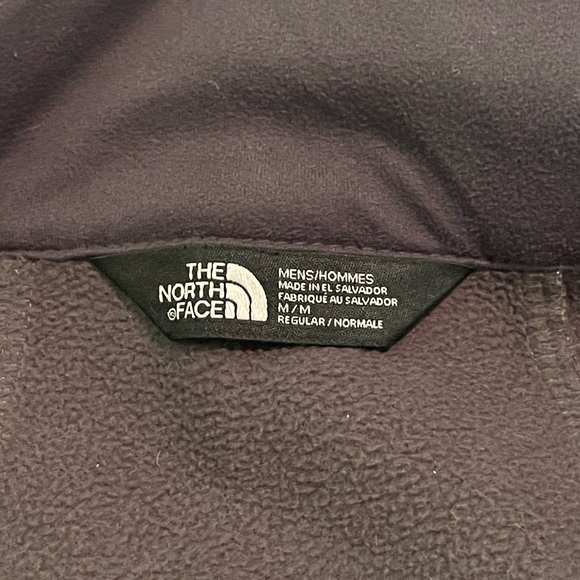 THE
NORTH
®FACE
MENS/HOMMES
MADE IN EL SALVADOR
FABRIQUÉ AU SALVADOR
M/M
REGULAR/NORMALE